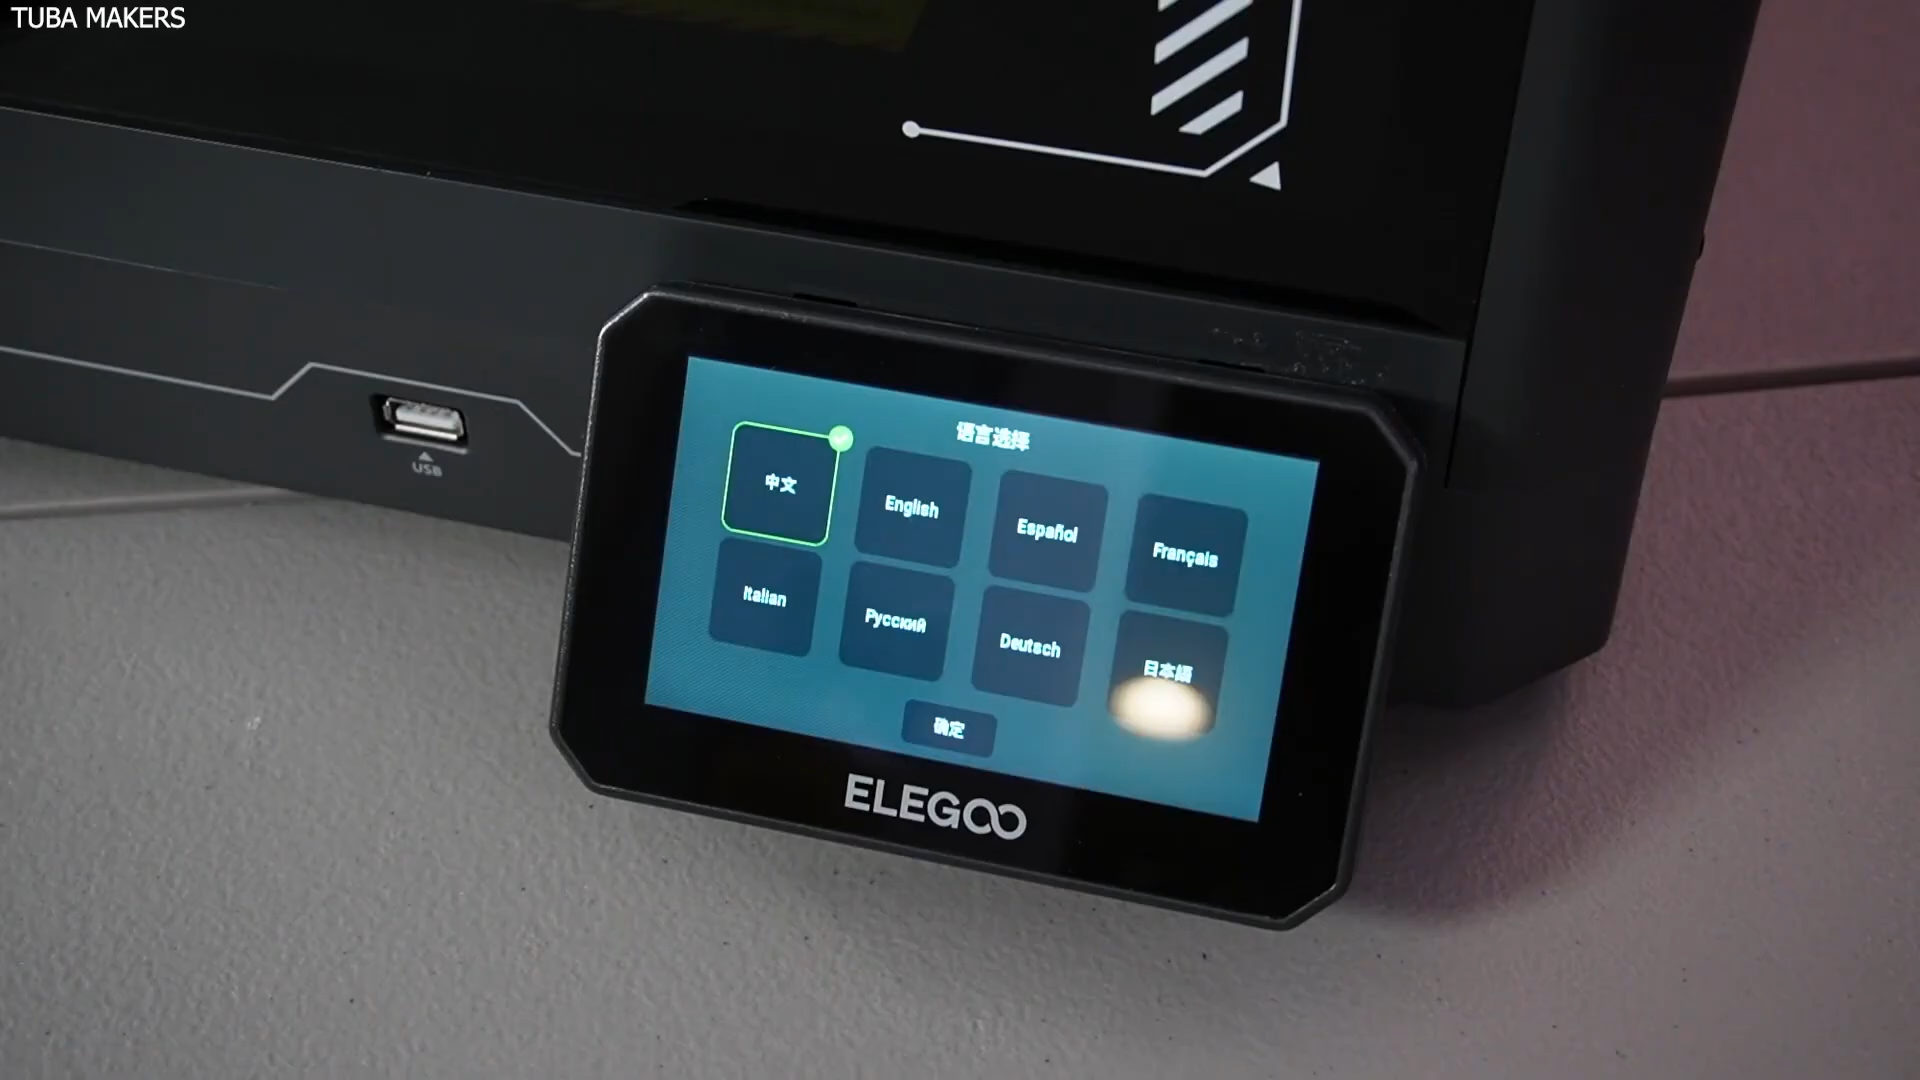 TUBA MAKERS
USB
语言选择
中文
English
Español
Français
Italian
Русский
Deutsch
日本語
确定
ELEGOO